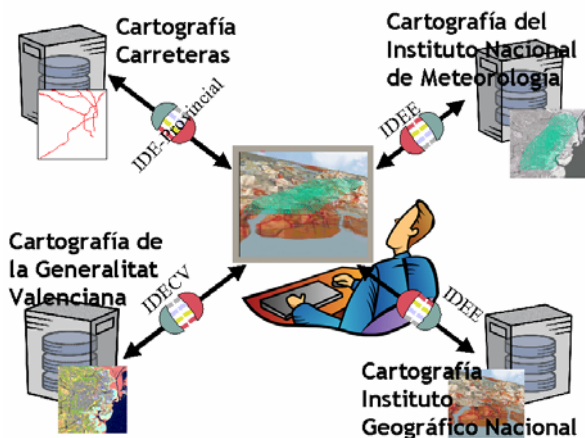 Cartografía
Carreteras
Cartografía del
Instituto Nacional
de Meteorología
IDE-Provincial
IDEE
Cartografía de
la Generalitat
Valenciana
IDECV
IDEE
Cartografía
Instituto
Geográfico Nacional